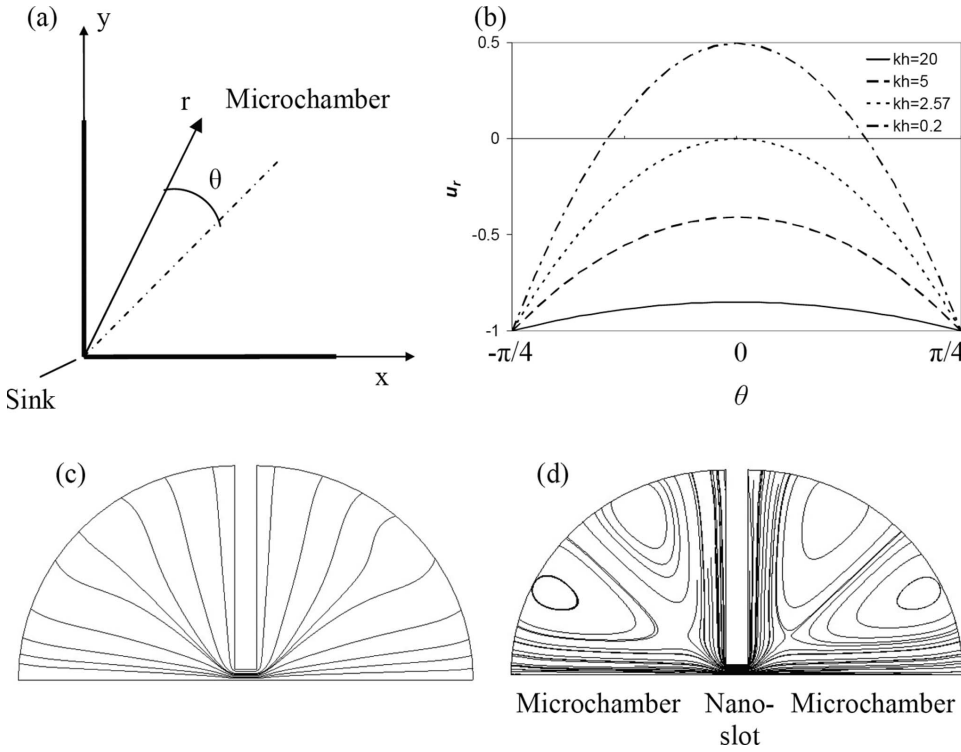 (a)
y
r
Microchamber
θ
x
Sink
(b)
0.5
0
-0.5
-1
u_r
kh=20
kh=5
kh=2.57
kh=0.2
-π/4
0
π/4
θ
(c)
(d)
Microchamber
Nano-
slot
Microchamber